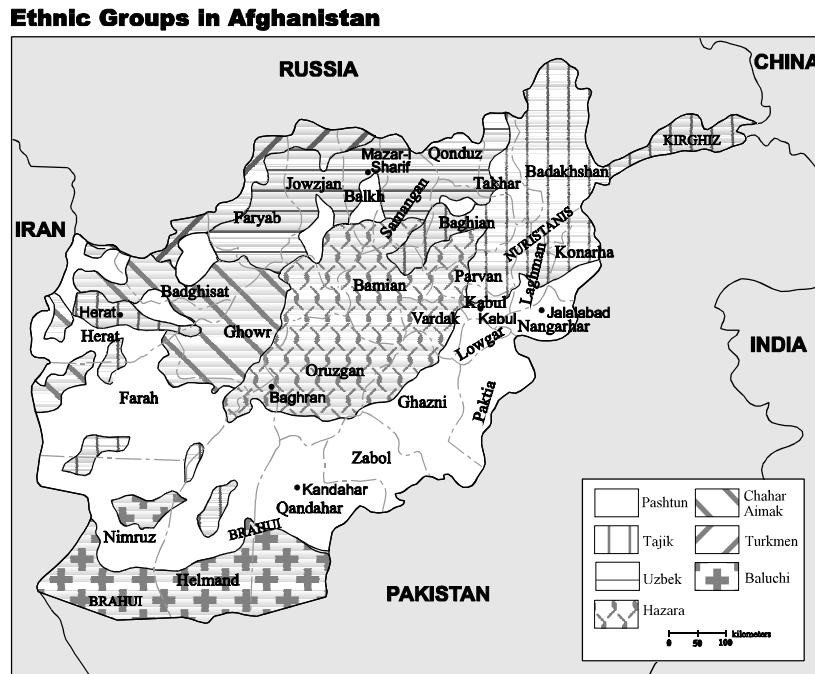 Ethnic Groups in Afghanistan
CHINA
RUSSIA
KIRGHIZ
Mazar-i
Sharif
Qonduz
Jowzjan
Balkh
Samangan
Takhar
Badakhshan
Faryab
Baghlan
NURISTANIS
Konarha
IRAN
Laghman
Parvan
Bamian
Badghisat
Kabul
Kabul
Jalalabad
Herat
Herat
Ghowr
Vardak
Nangarhar
Lowgar
INDIA
Oruzgan
Baghran
Farah
Ghazni
Paktia
Zabol
Kandahar
Qandahar
BRAHUI
Nimruz
Helmand
BRAHUI
PAKISTAN
Pashtun
Chahar
Aimak
Tajik
Turkmen
Uzbek
Baluchi
Hazara
kilometers
0 50 100